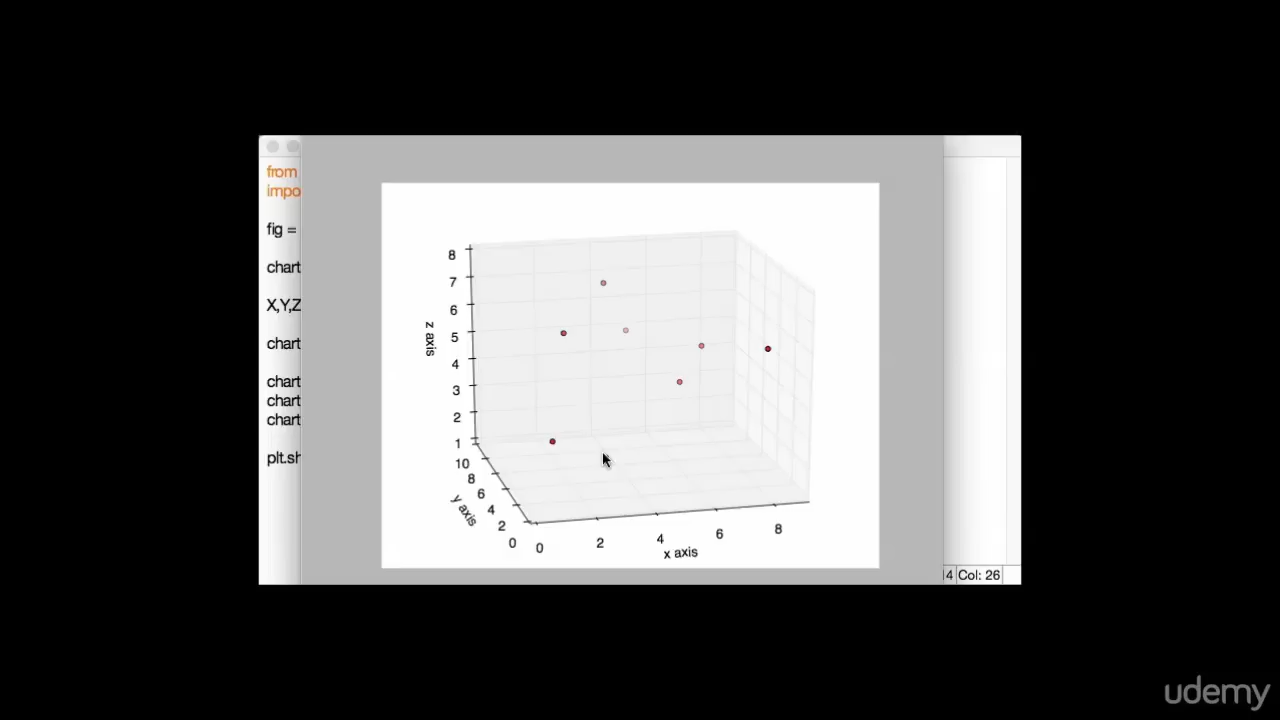 from
impo
fig =
chart
X,Y,Z
chart
chart
chart
chart
plt.sh
8
7
6
5
4
3
2
1
z axis
10
8
6
4
2
0
y axis
0
2
4
6
8
x axis
4 Col: 26
udemy